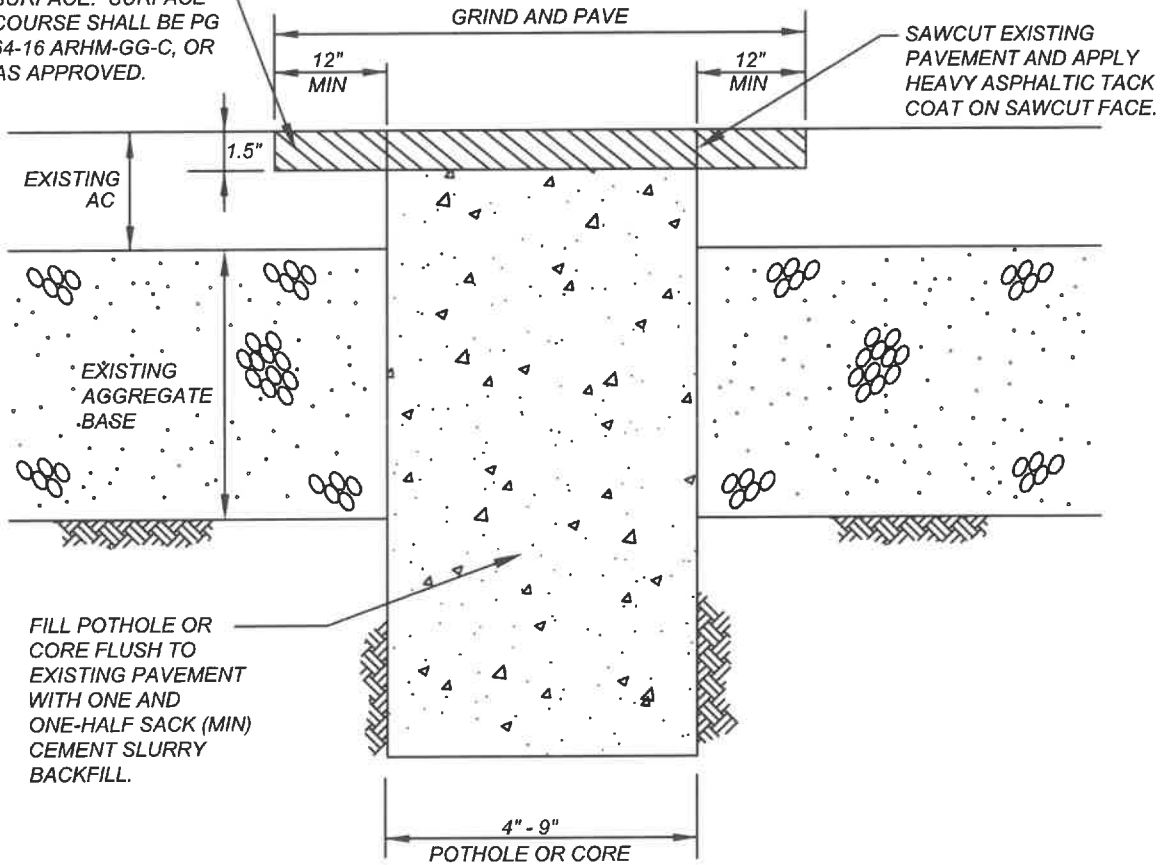 SURFACE. SURFACE
COURSE SHALL BE PG
64-16 ARHM-GG-C, OR
AS APPROVED.
GRIND AND PAVE
12"
MIN
12"
MIN
SAWCUT EXISTING
PAVEMENT AND APPLY
HEAVY ASPHALTIC TACK
COAT ON SAWCUT FACE.
1.5"
EXISTING
AC
EXISTING
AGGREGATE
BASE
FILL POTHOLE OR
CORE FLUSH TO
EXISTING PAVEMENT
WITH ONE AND
ONE-HALF SACK (MIN)
CEMENT SLURRY
BACKFILL.
4" - 9"
POTHOLE OR CORE